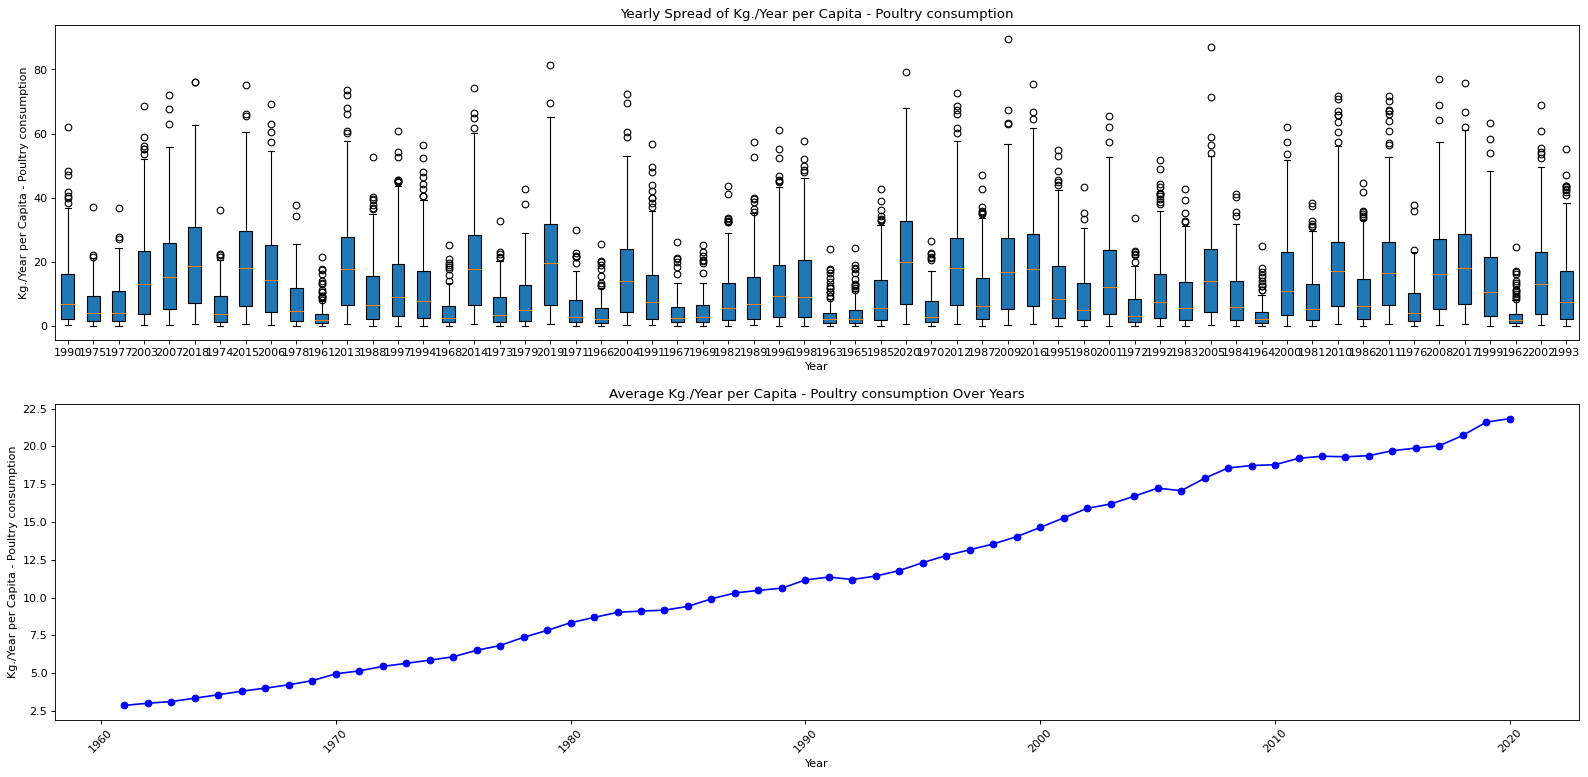 Yearly Spread of Kg./Year per Capita - Poultry consumption
Kg./Year per Capita - Poultry consumption
80
60
40
20
0
1990 1975 1977 2003 2007 2018 1974 2015 2006 1978 1961 2013 1988 1997 1994 1968 2014 1973 1979 2019 1971 1966 2004 1991 1967 1969 1982 1989 1996 1998 1963 1965 1985 2020 1970 2012 1987 2009 2016 1995 1980 2001 1972 1992 1983 2005 1984 1964 2000 1981 2010 1986 2011 1976 2008 2017 1999 1962 2002 1993
Year
Average Kg./Year per Capita - Poultry consumption Over Years
Kg./Year per Capita - Poultry consumption
22.5
20.0
17.5
15.0
12.5
10.0
7.5
5.0
2.5
1960 1970 1980 1990 2000 2010 2020
Year